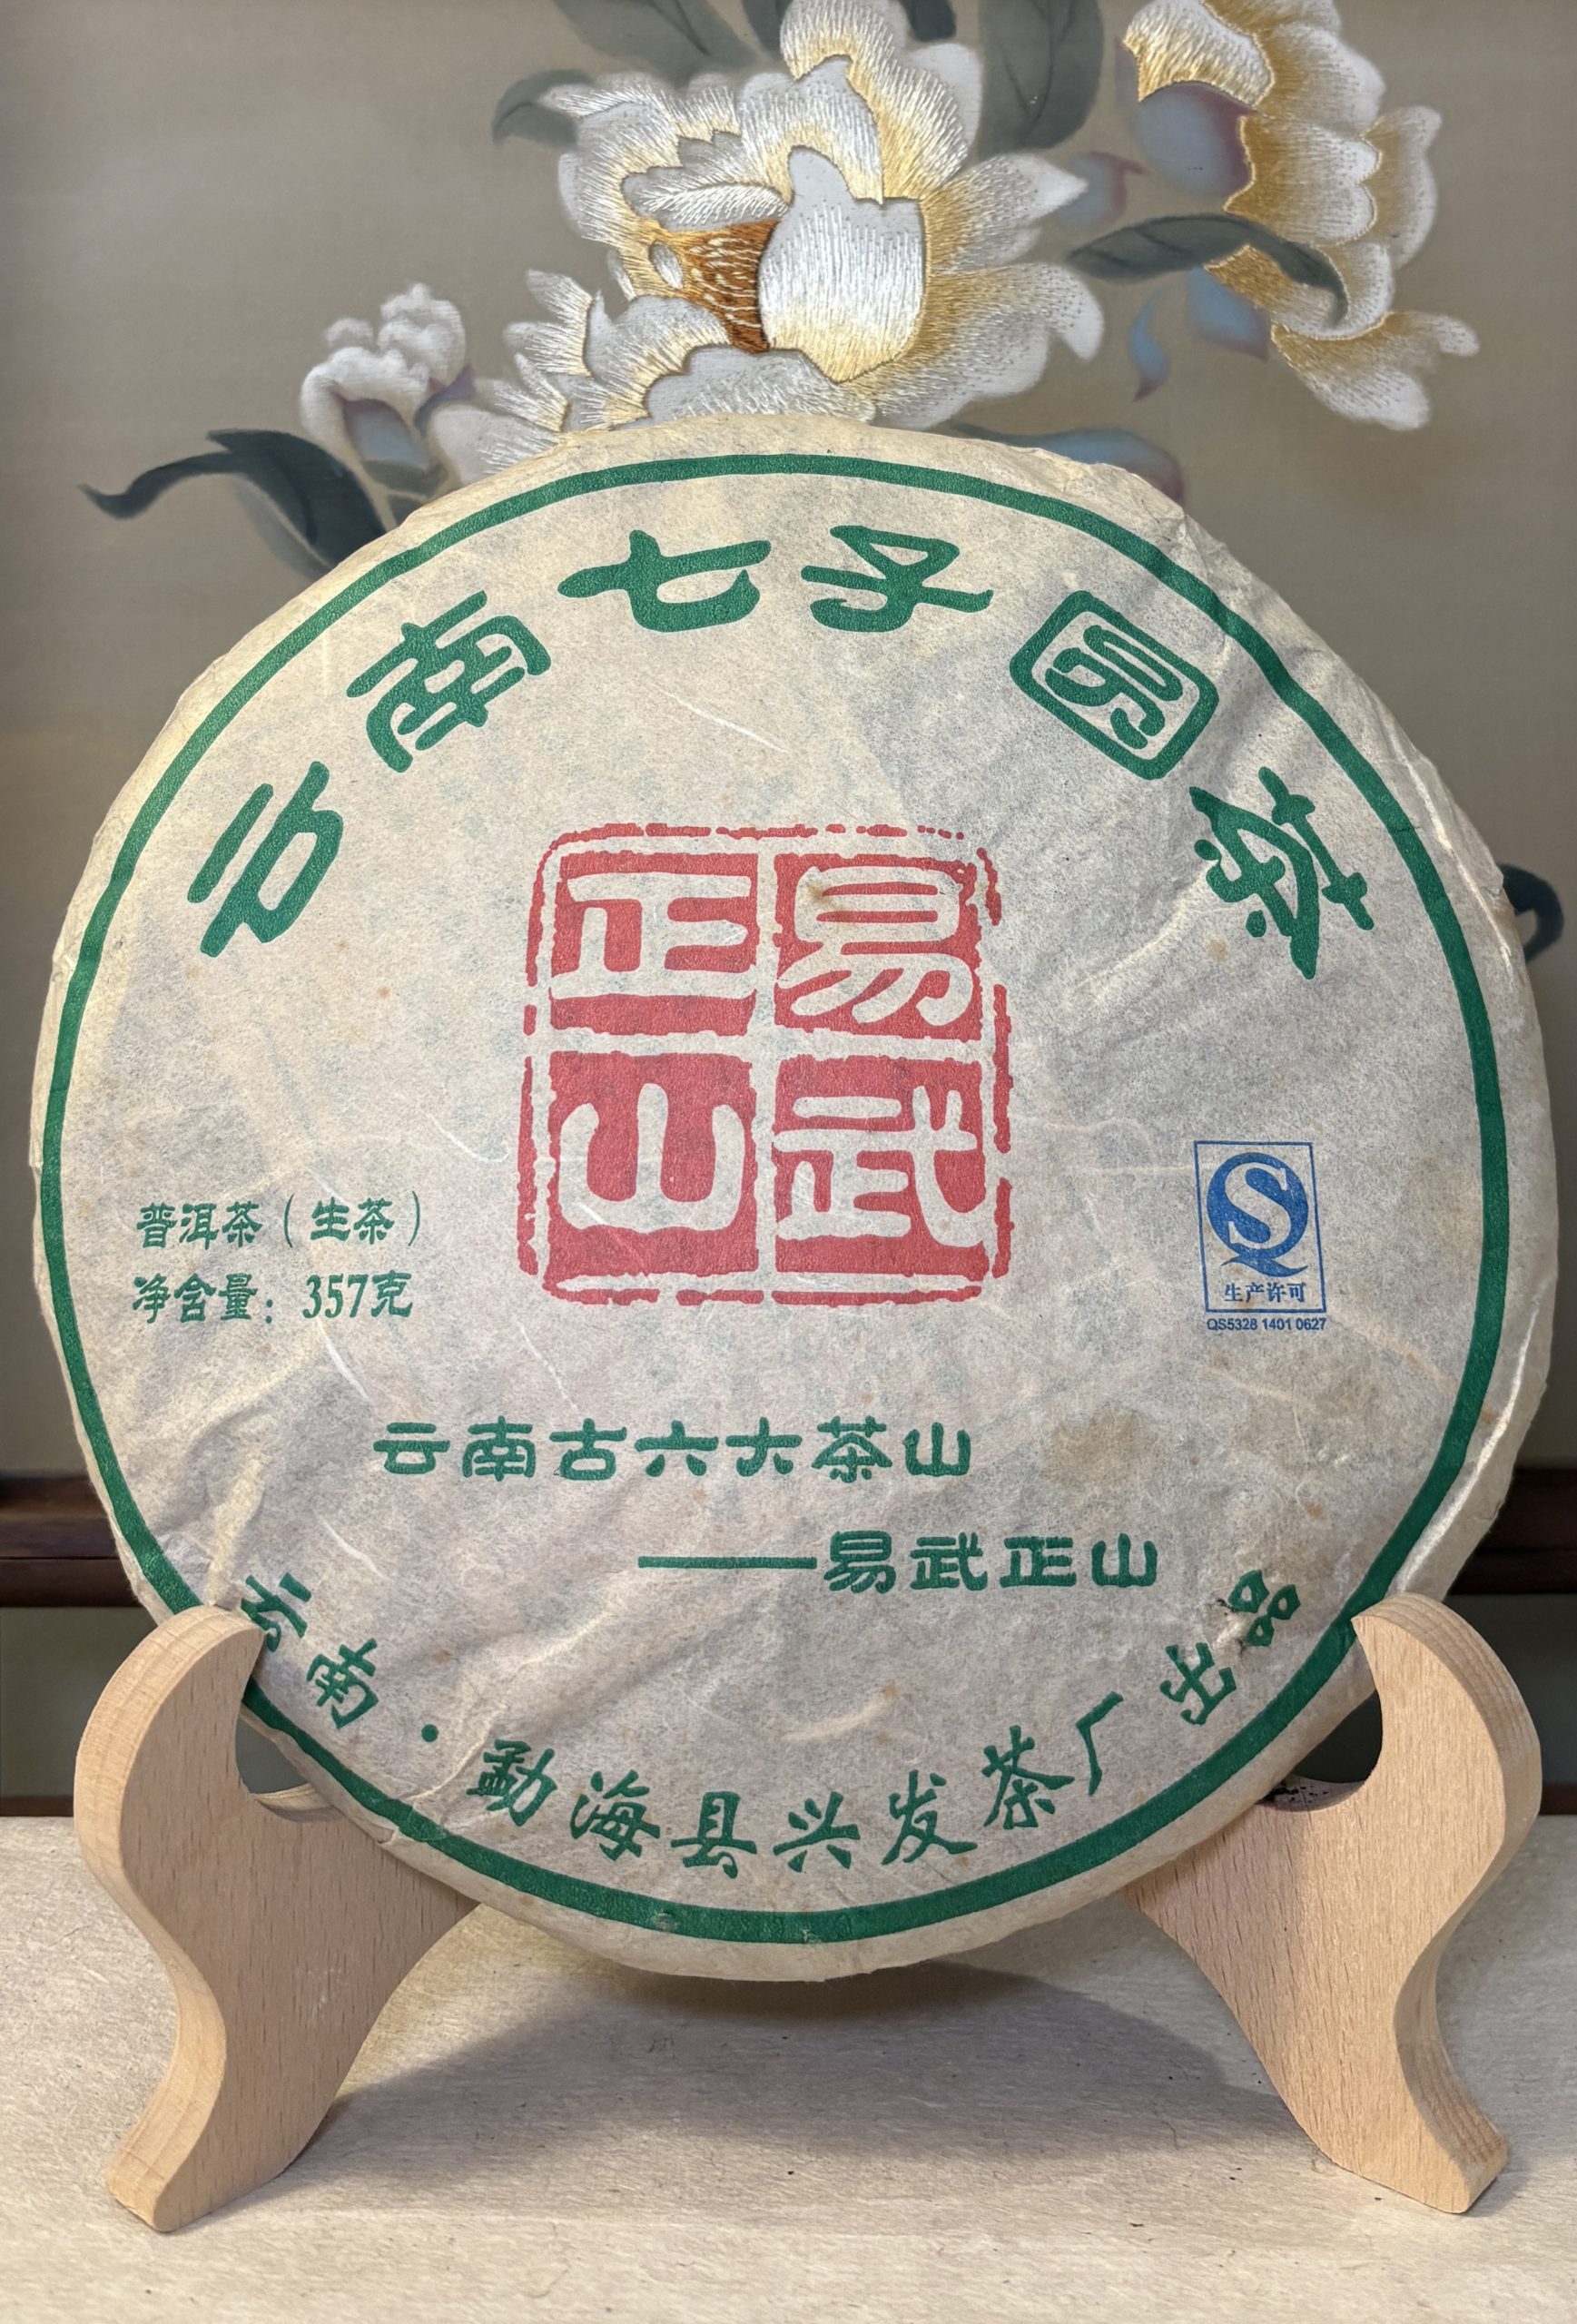 云南七子圆茶
易武
正山
普洱茶（生茶）
净含量：357克
QS
生产许可
QS5328 1401 0627
云南古六大茶山
——易武正山
云南·勐海县兴发茶厂出品